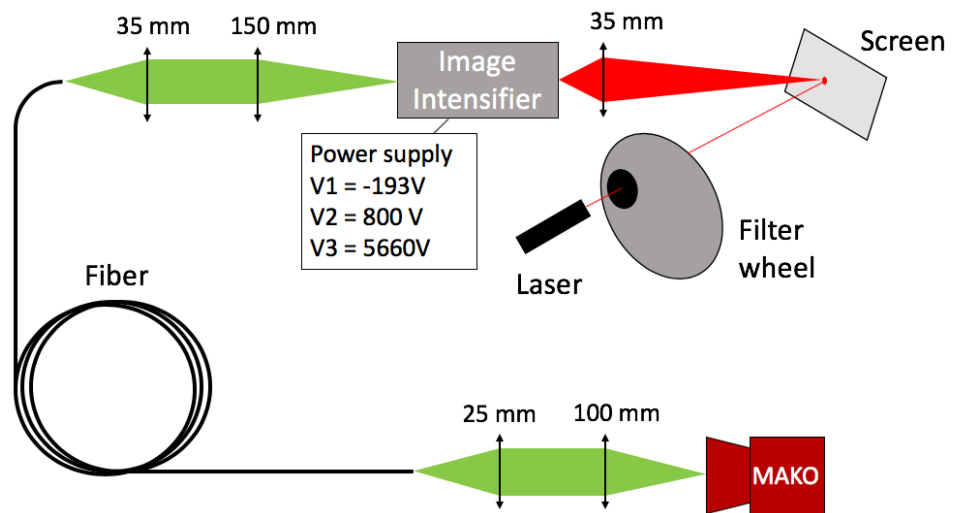 35 mm
150 mm
35 mm
Screen
Image
Intensifier
Power supply
V1 = -193V
V2 = 800 V
V3 = 5660V
Filter
wheel
Laser
Fiber
25 mm
100 mm
MAKO